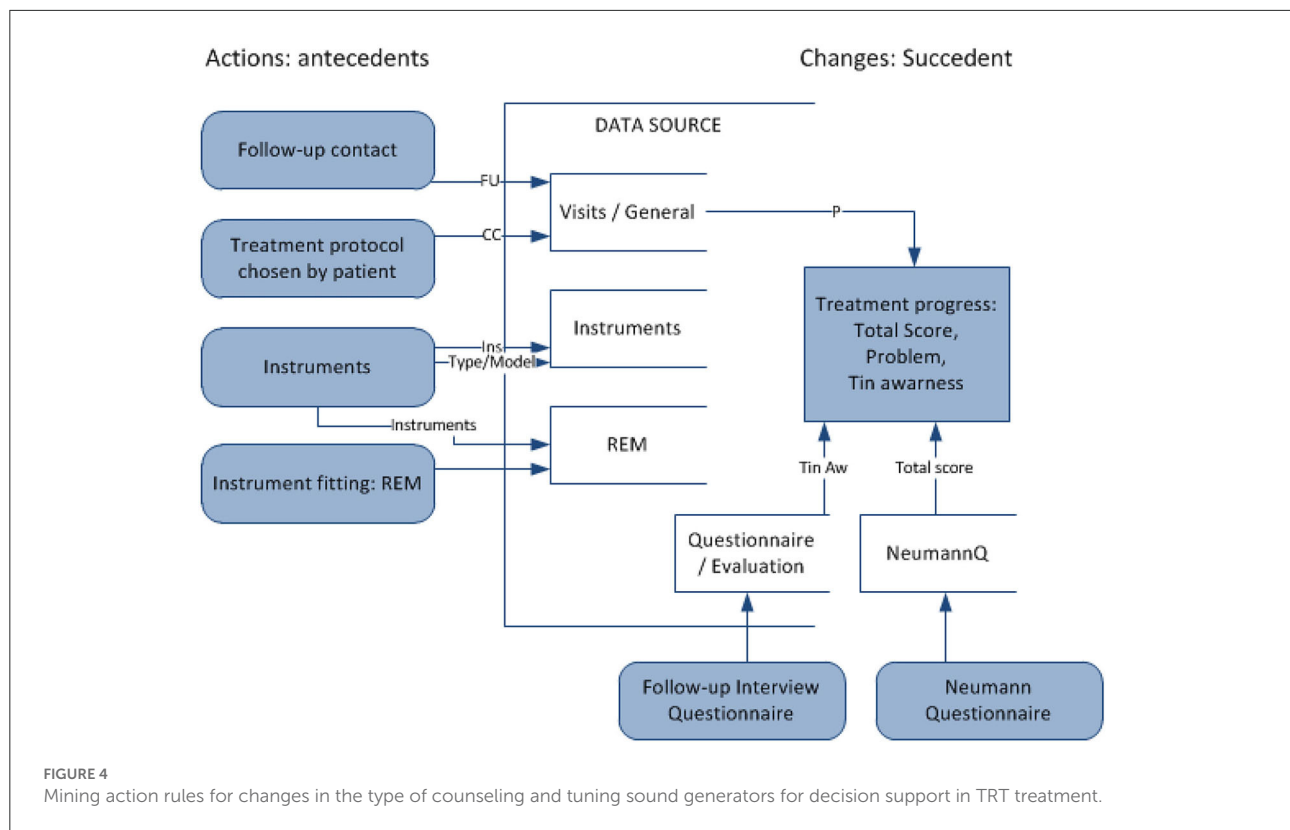 Actions: antecedents
Changes: Succedent
DATA SOURCE
Follow-up contact
FU
Visits / General
P
Treatment protocol
chosen by patient
CC
Treatment progress:
Total Score,
Problem,
Tin awarness
Instruments
Ins
Type/Model
Instruments
Instruments
REM
Instrument fitting: REM
Tin Aw
Total score
Questionnaire
/ Evaluation
NeumannQ
Follow-up Interview
Questionnaire
Neumann
Questionnaire
FIGURE 4
Mining action rules for changes in the type of counseling and tuning sound generators for decision support in TRT treatment.